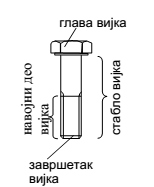 глава вијка
навојни део
вијка
стабло вијка
завршетак
вијка